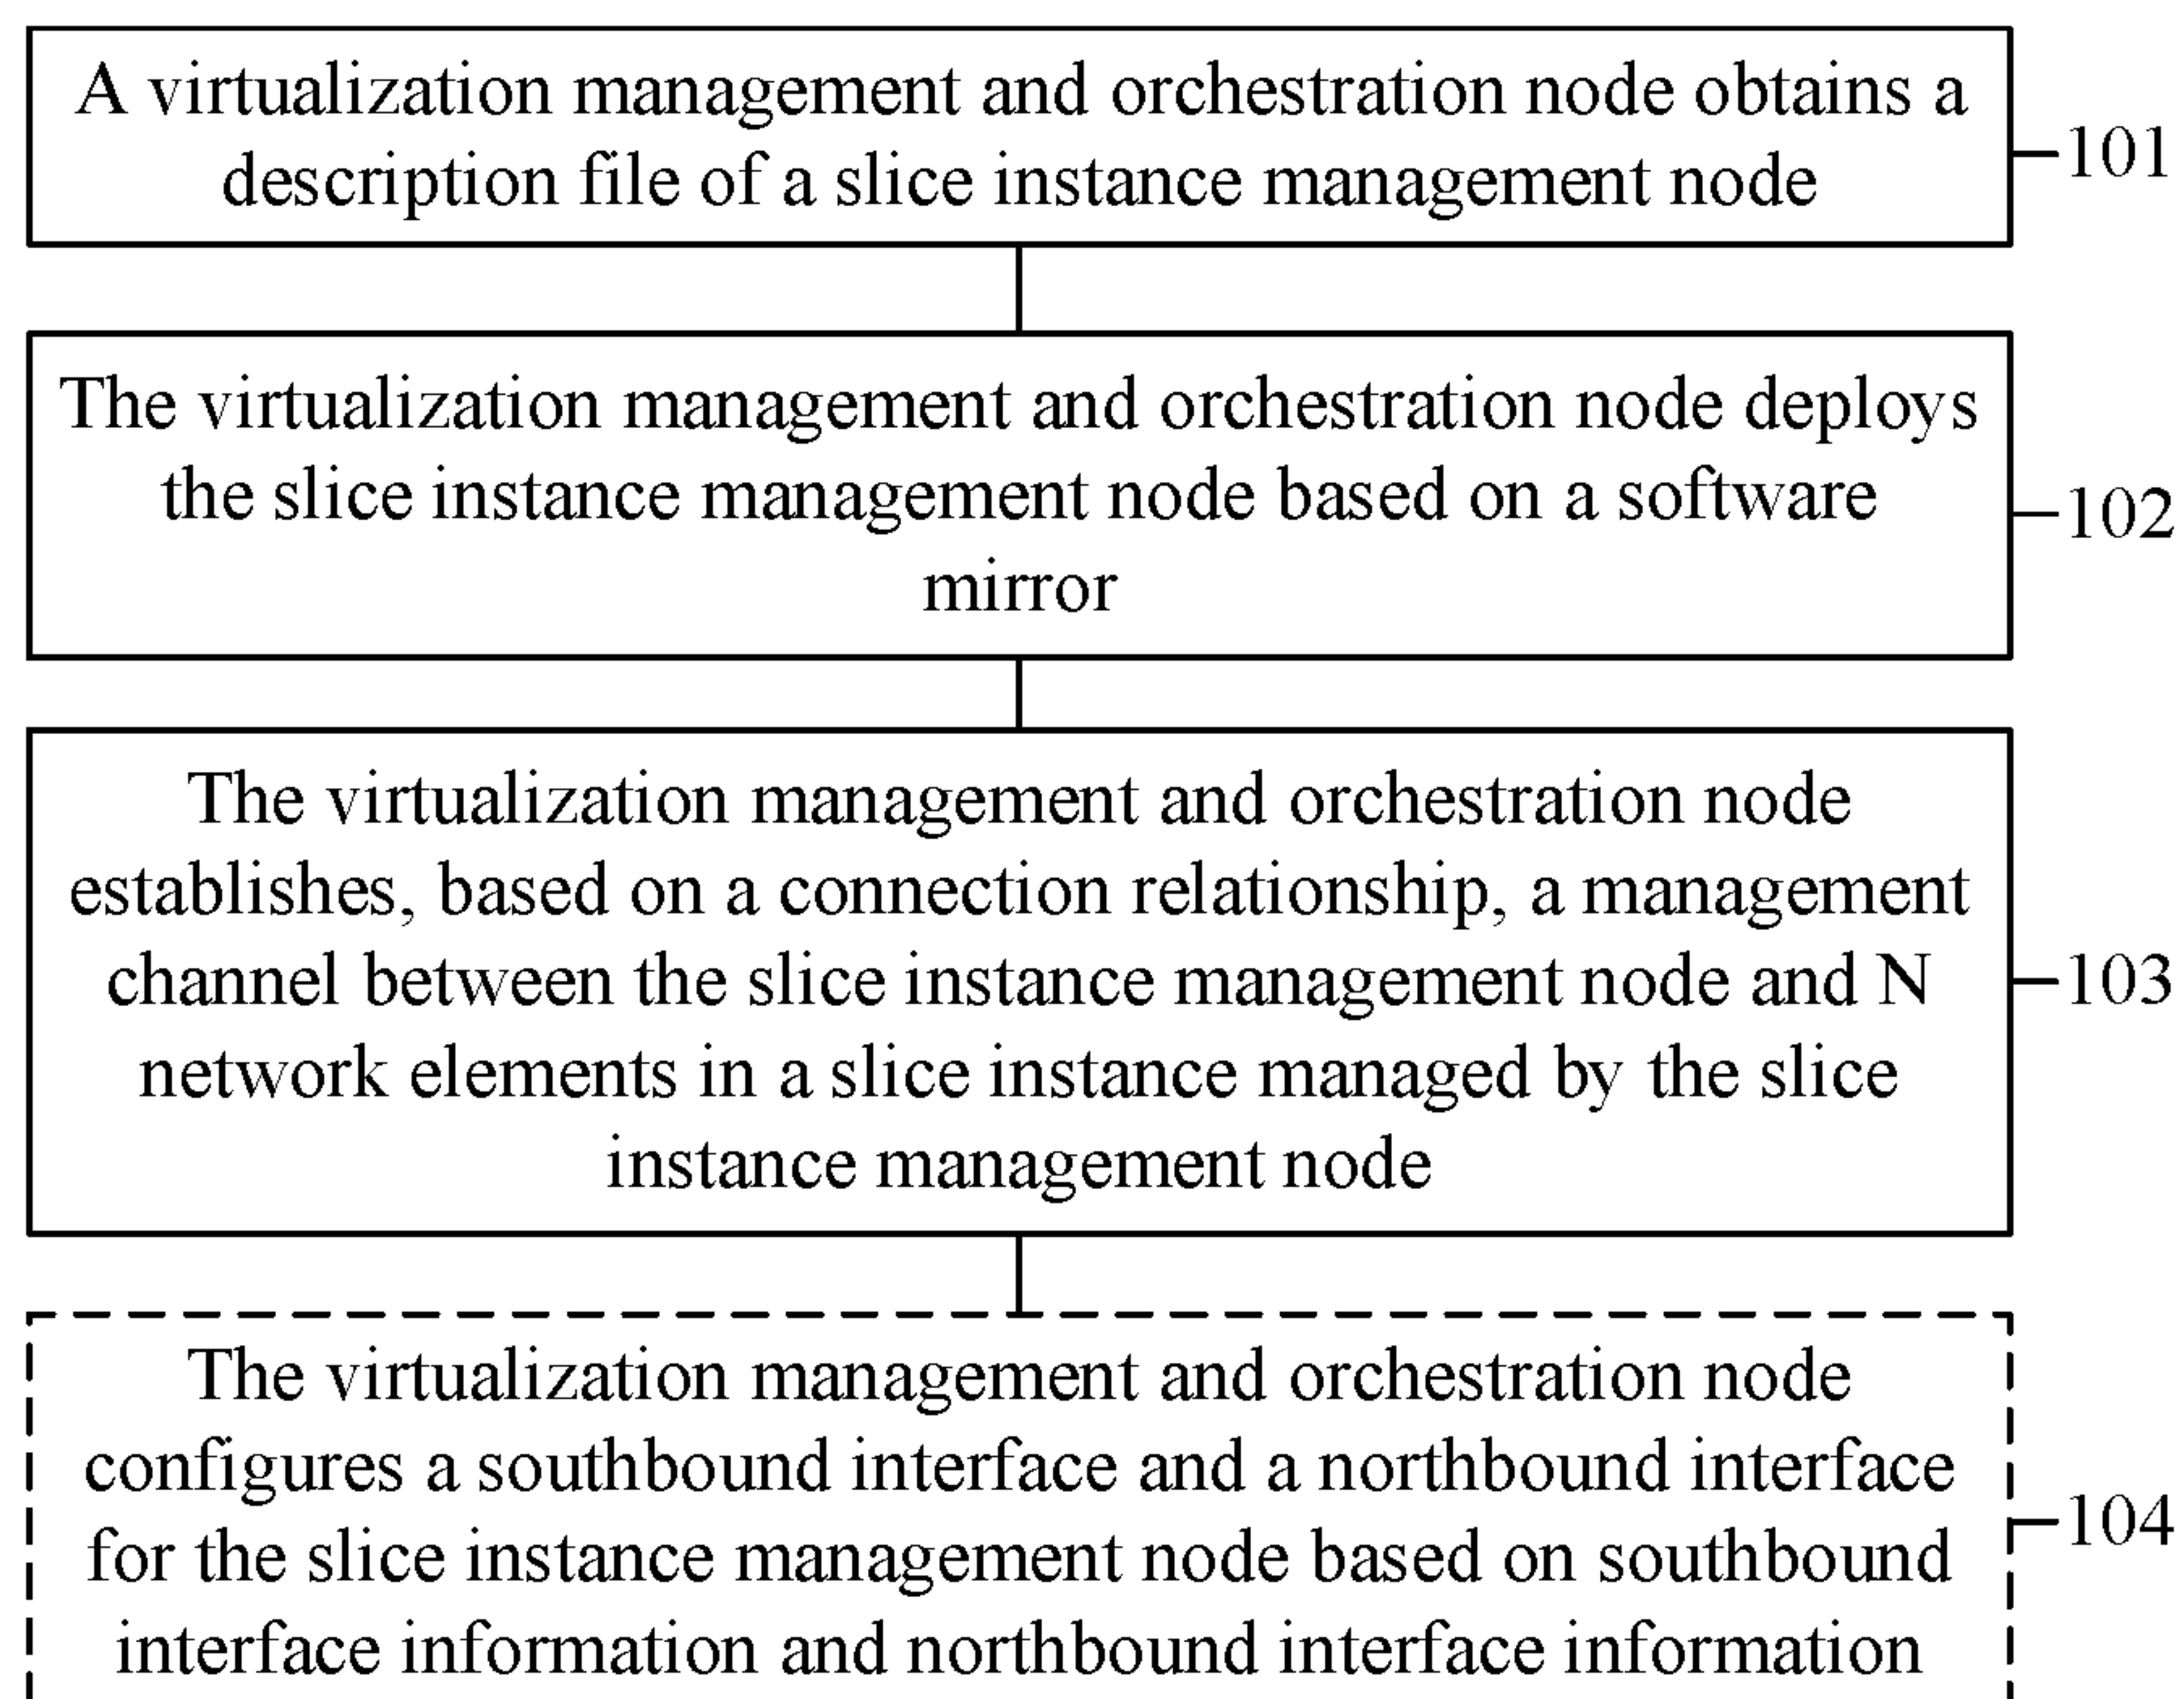 A virtualization management and orchestration node obtains a
description file of a slice instance management node
101
The virtualization management and orchestration node deploys
the slice instance management node based on a software
mirror
102
The virtualization management and orchestration node
establishes, based on a connection relationship, a management
channel between the slice instance management node and N
network elements in a slice instance managed by the slice
instance management node
103
The virtualization management and orchestration node
configures a southbound interface and a northbound interface
for the slice instance management node based on southbound
interface information and northbound interface information
104